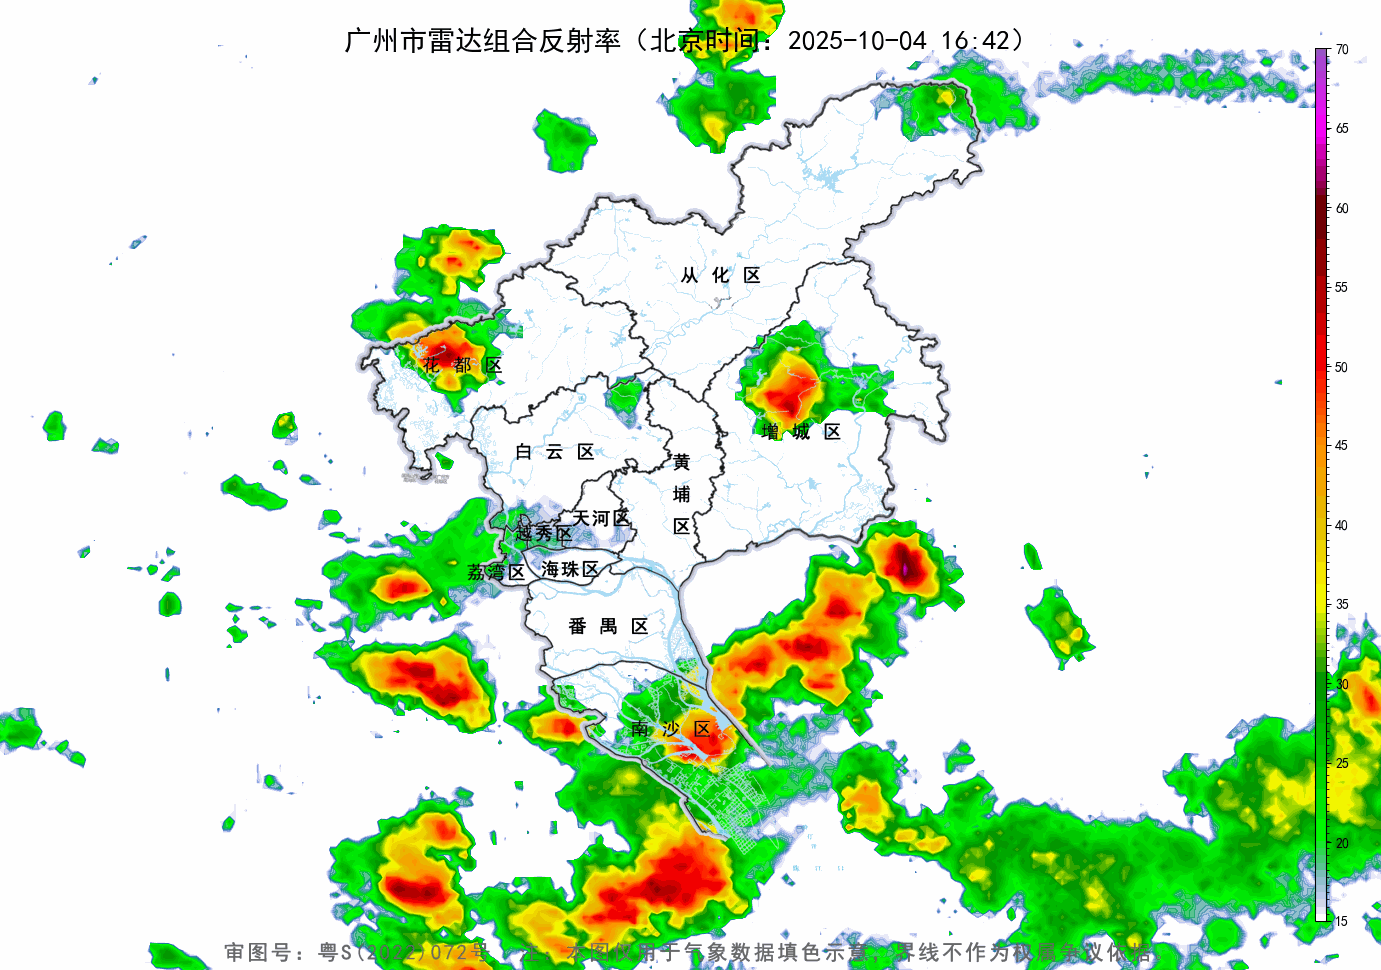 广州市雷达组合反射率（北京时间：2025-10-04 16:42）
70
65
60
55
50
45
40
35
30
25
20
15
从化区
花都区
增城区
白云区
黄埔区
天河区
越秀区
荔湾区
海珠区
番禺区
南沙区
审图号：粤S(2022)072号 注：本图仅用于气象数据填色示意，界线不作为权属争议依据